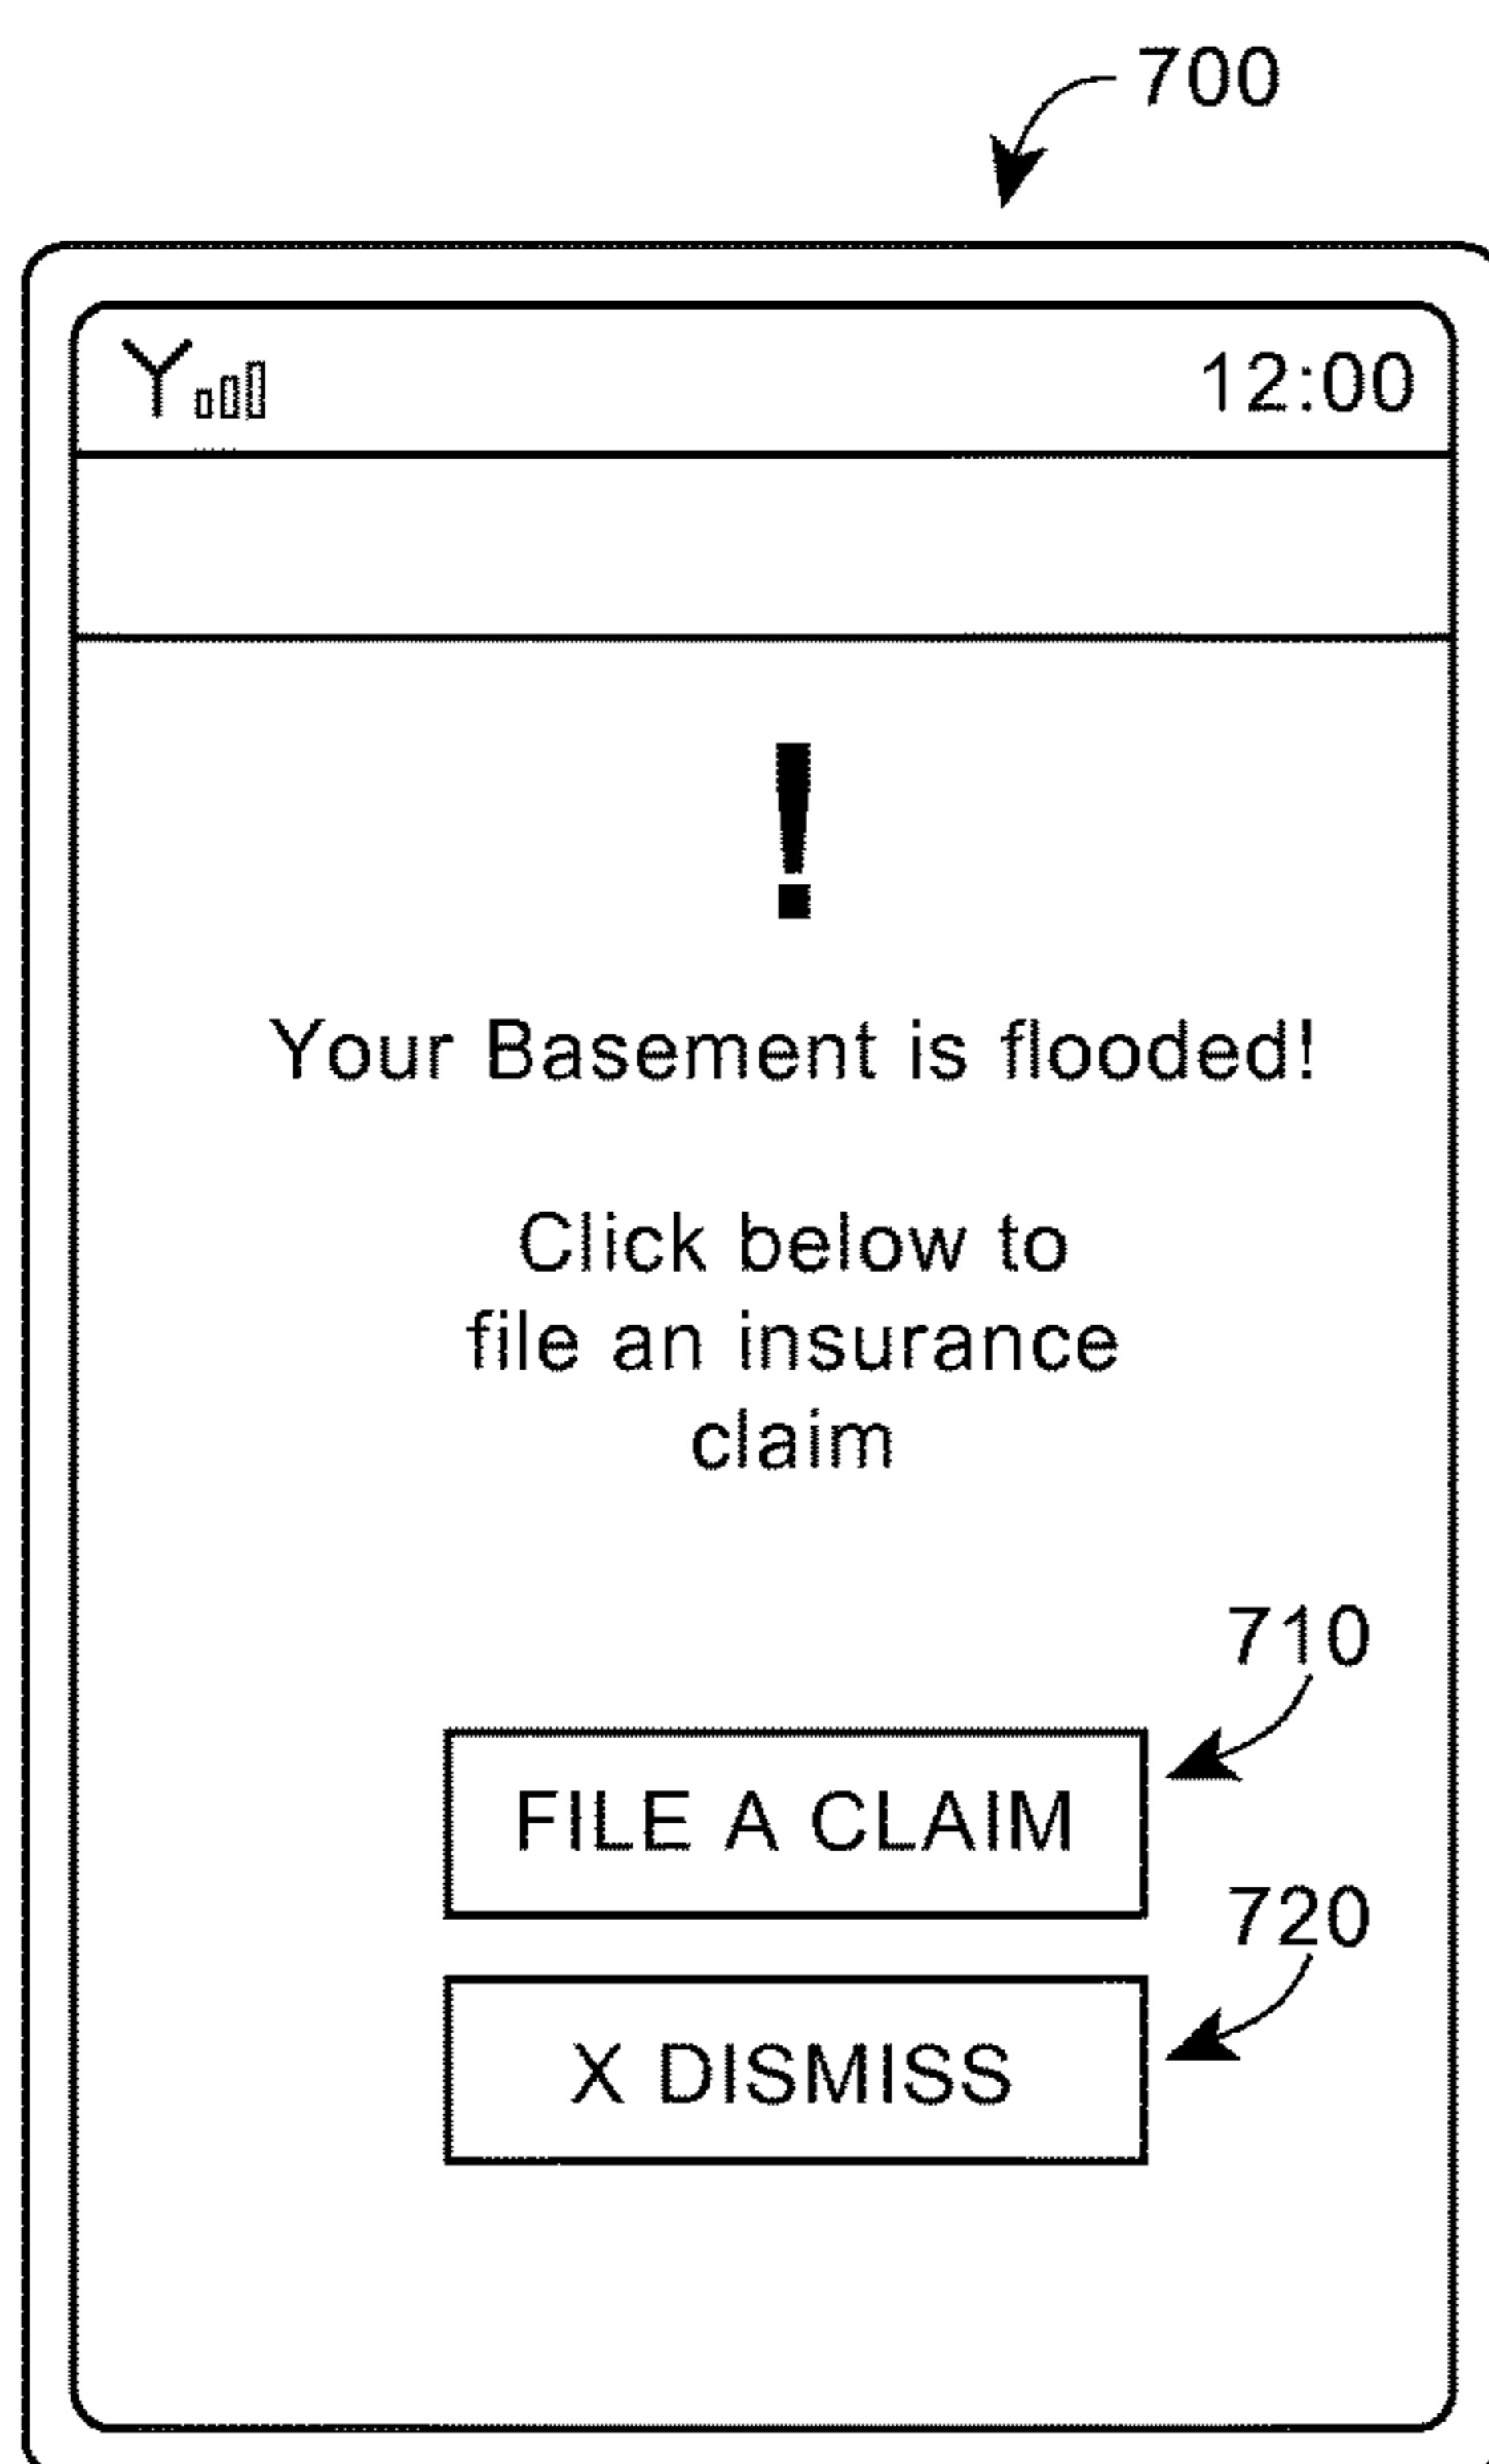 700
12:00
!
Your Basement is flooded!
Click below to
file an insurance
claim
710
FILE A CLAIM
720
X DISMISS